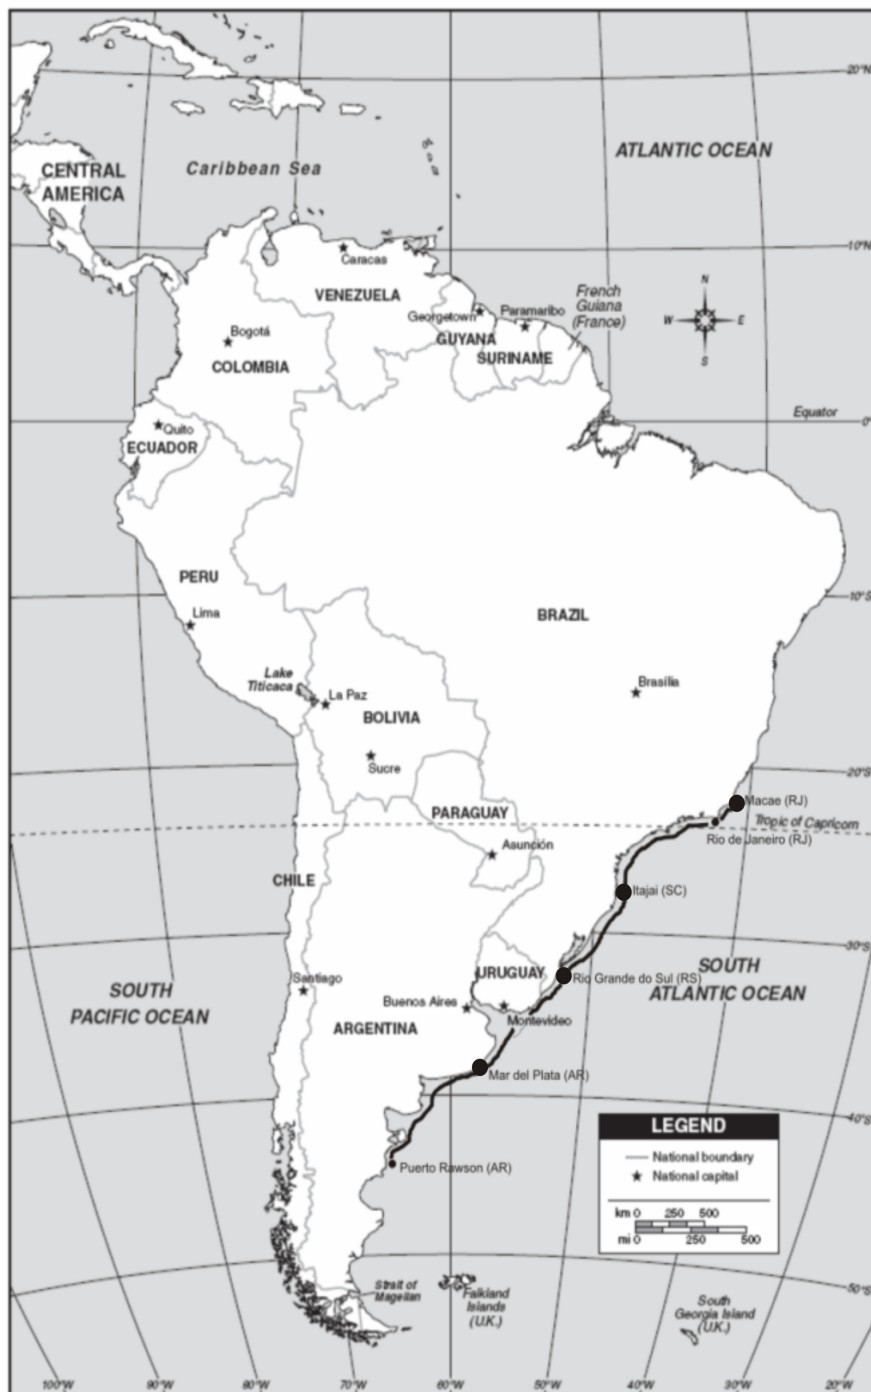 20°N
ATLANTIC OCEAN
Caribbean Sea
CENTRAL
AMERICA
10°N
Caracas
VENEZUELA
French
Guiana
(France)
N
W
E
S
Georgetown
Paramaribo
GUYANA
SURINAME
Bogotá
COLOMBIA
Equator
0°
Quito
ECUADOR
PERU
Lima
10°S
BRAZIL
Lake
Titicaca
La Paz
Brasília
BOLIVIA
Sucre
20°S
Macae (RJ)
Tropic of Capricorn
Rio de Janeiro (RJ)
PARAGUAY
Asunción
CHILE
Itajai (SC)
30°S
SOUTH
ATLANTIC OCEAN
URUGUAY
Rio Grande do Sul (RS)
Santiago
SOUTH
PACIFIC OCEAN
Buenos Aires
Montevideo
ARGENTINA
Mar del Plata (AR)
40°S
LEGEND
National boundary
National capital
km 0 250 500
mi 0 250 500
Puerto Rawson (AR)
Strait of
Magellan
Falkland
Islands
(U.K.)
South
Georgia Island
(U.K.)
50°S
100°W
90°W
80°W
70°W
60°W
50°W
40°W
30°W
20°W